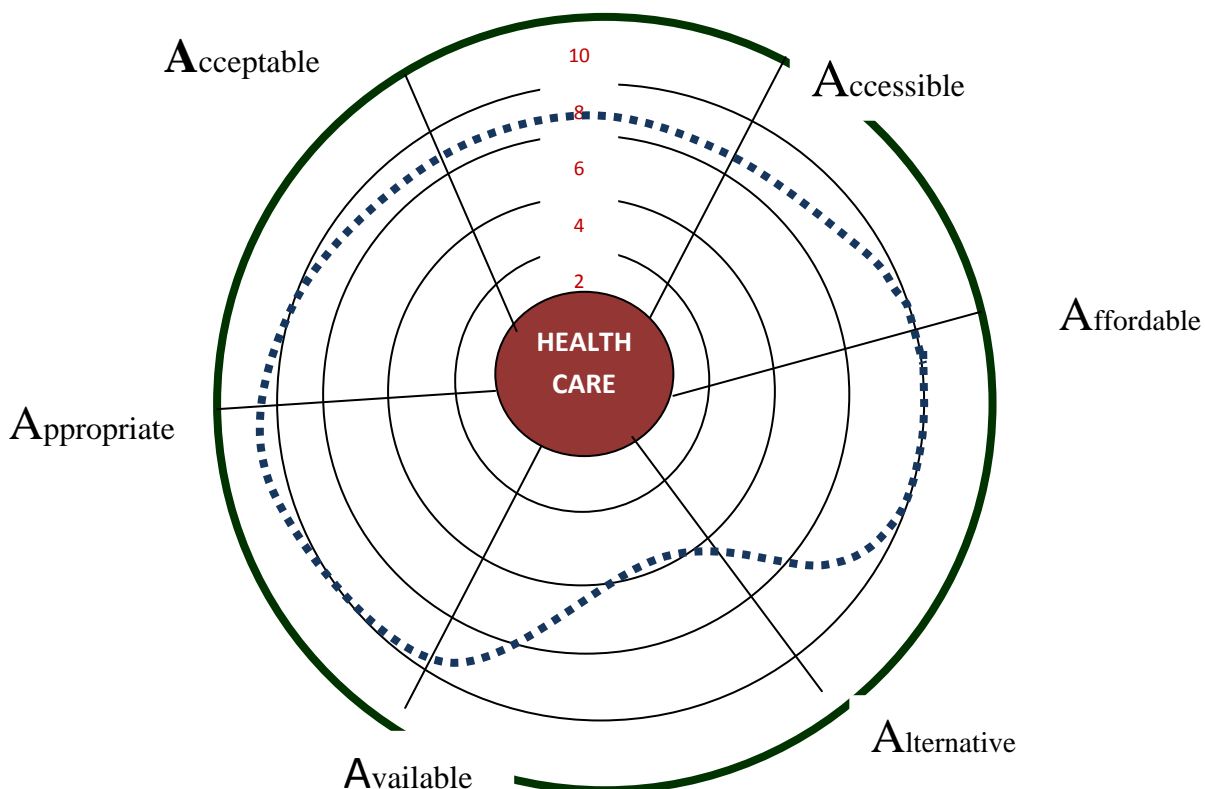 10
Acceptable
Accessible
8
6
4
2
HEALTH
CARE
Affordable
Appropriate
Alternative
Available